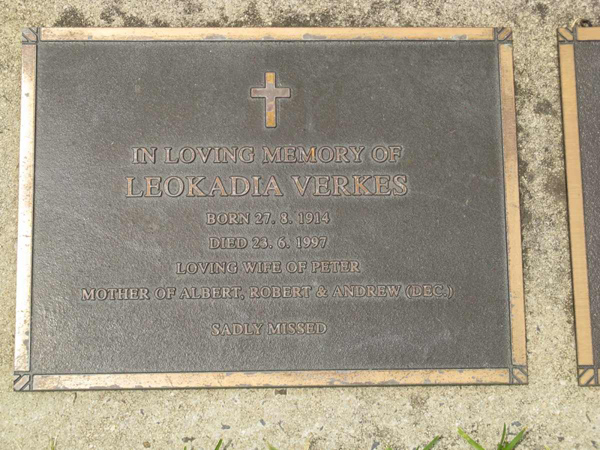 IN LOVING MEMORY OF
LEOKADIA VERKES
BORN 27. 8. 1914
DIED 23. 6. 1997
LOVING WIFE OF PETER
MOTHER OF ALBERT, ROBERT & ANDREW (DEC.)
SADLY MISSED